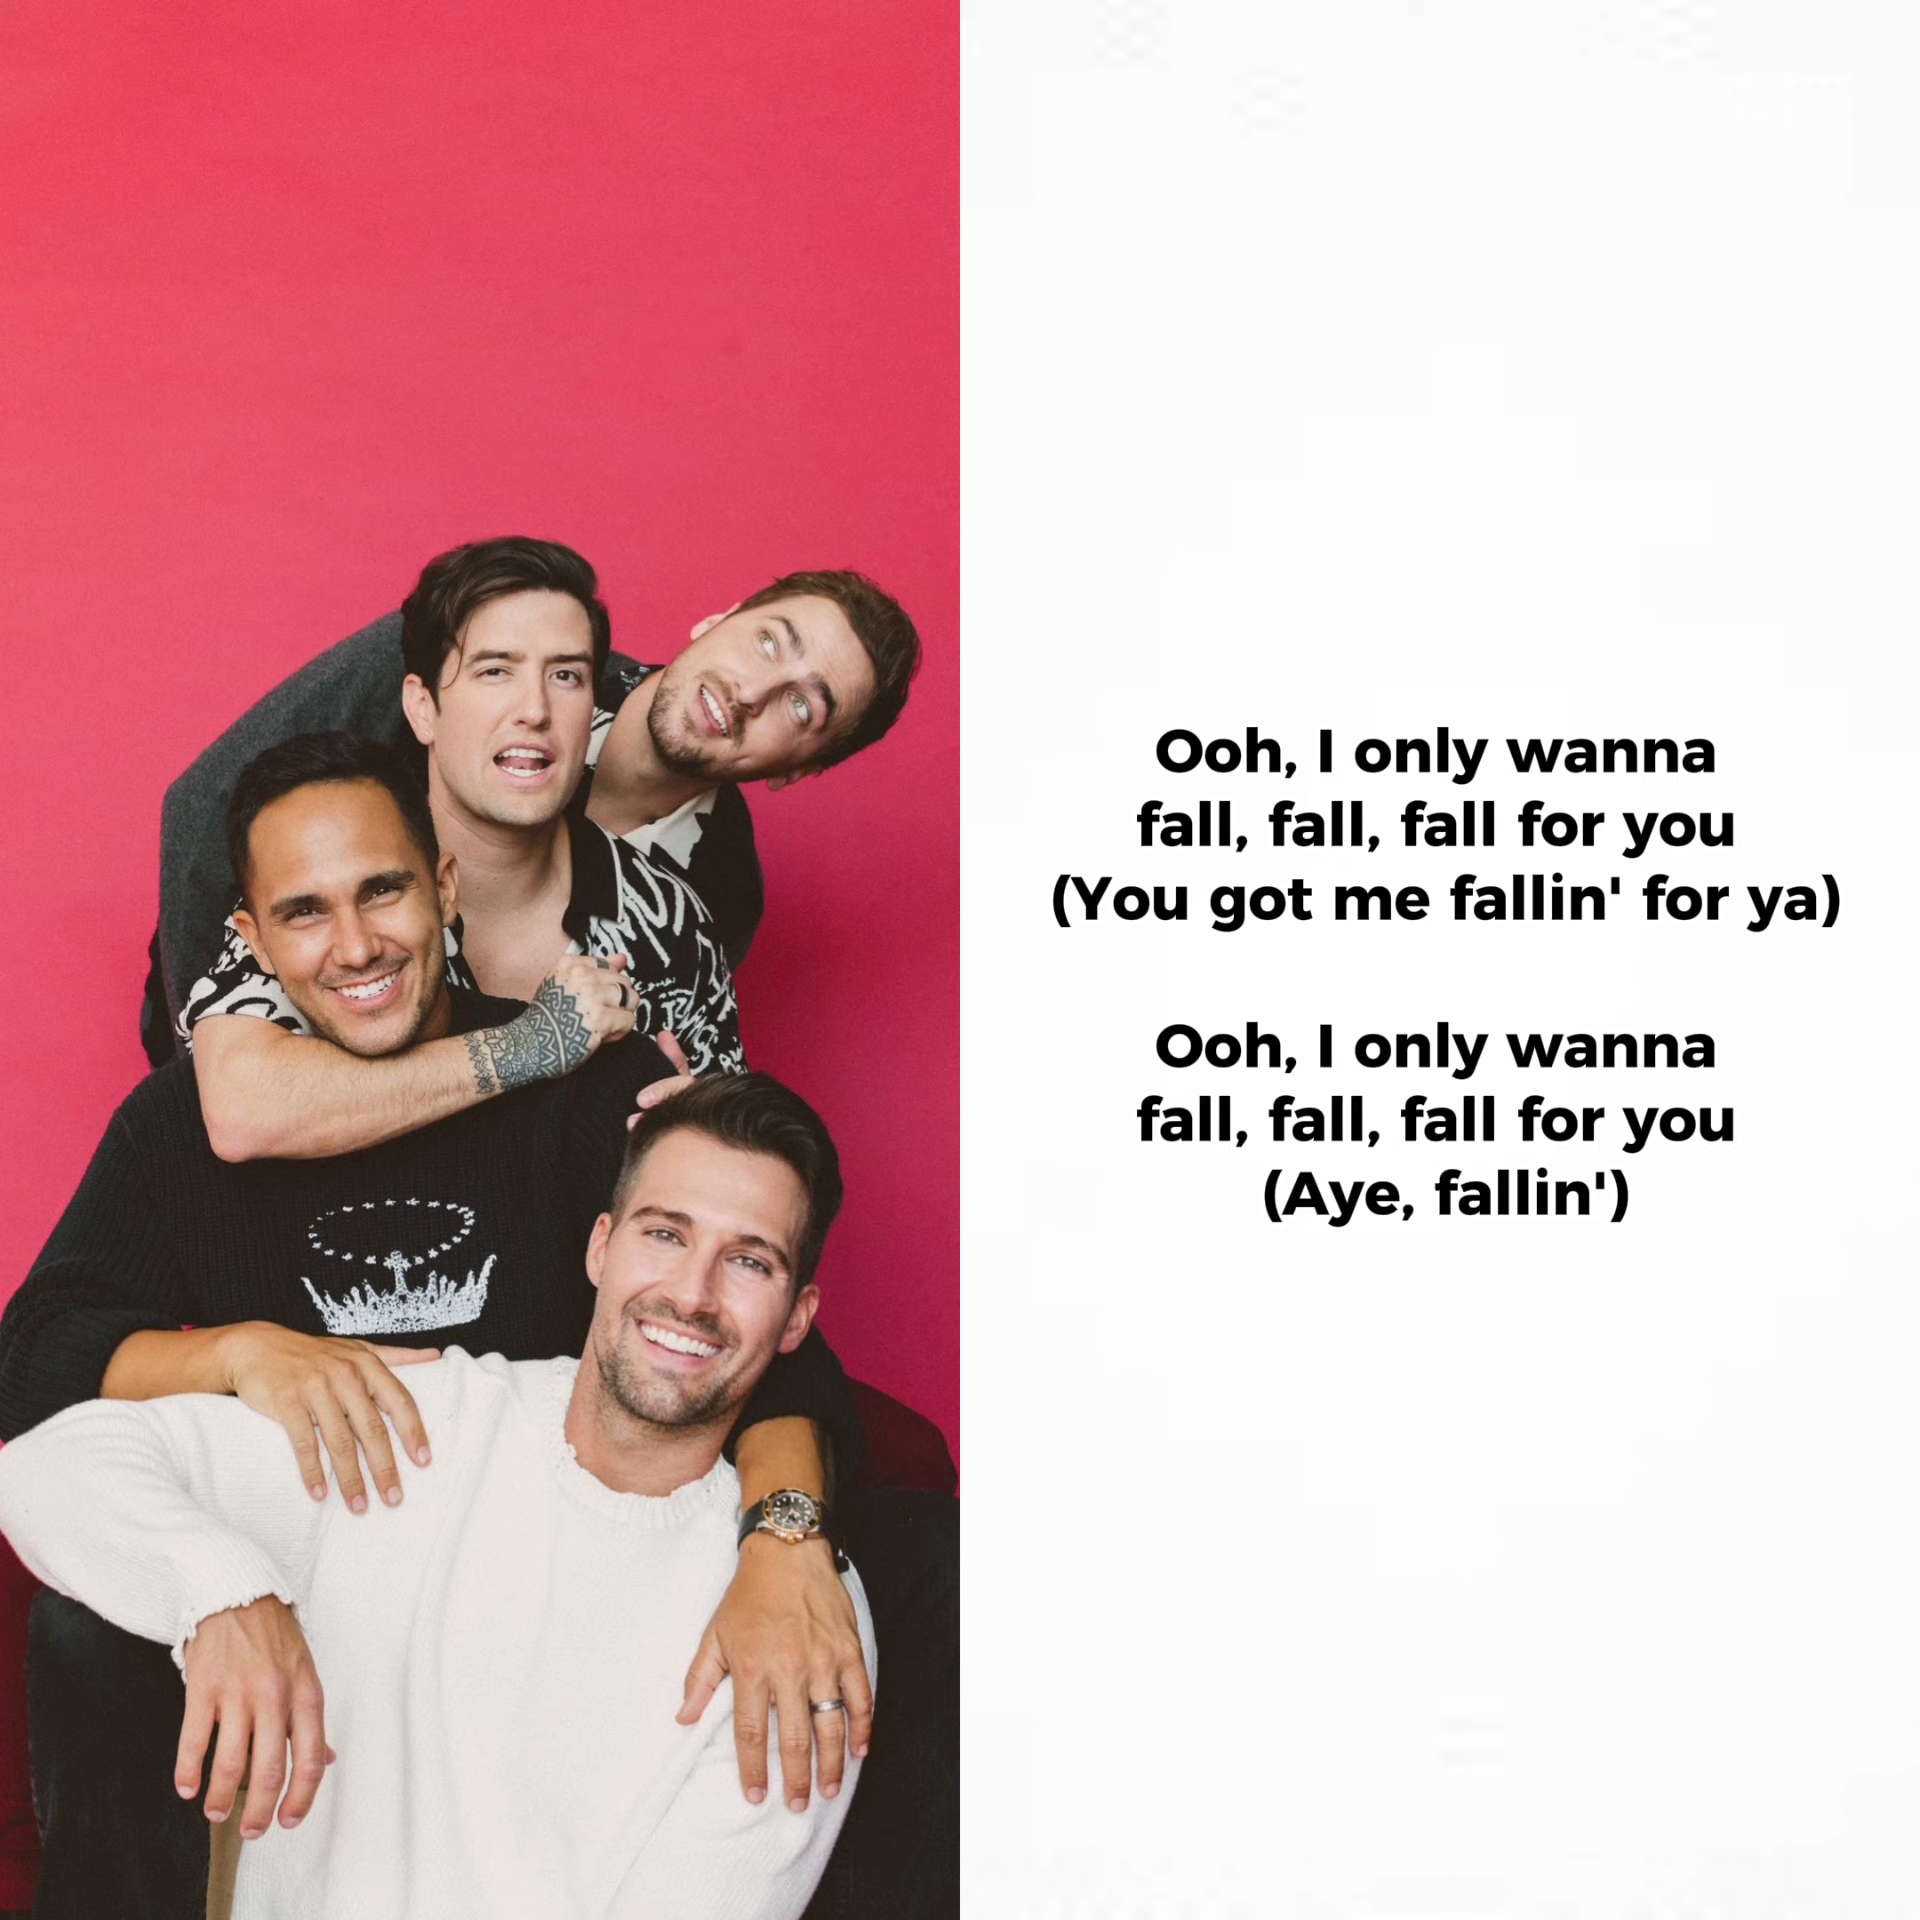 Ooh, I only wanna
fall, fall, fall for you
(You got me fallin' for ya)
Ooh, I only wanna
fall, fall, fall for you
(Aye, fallin')